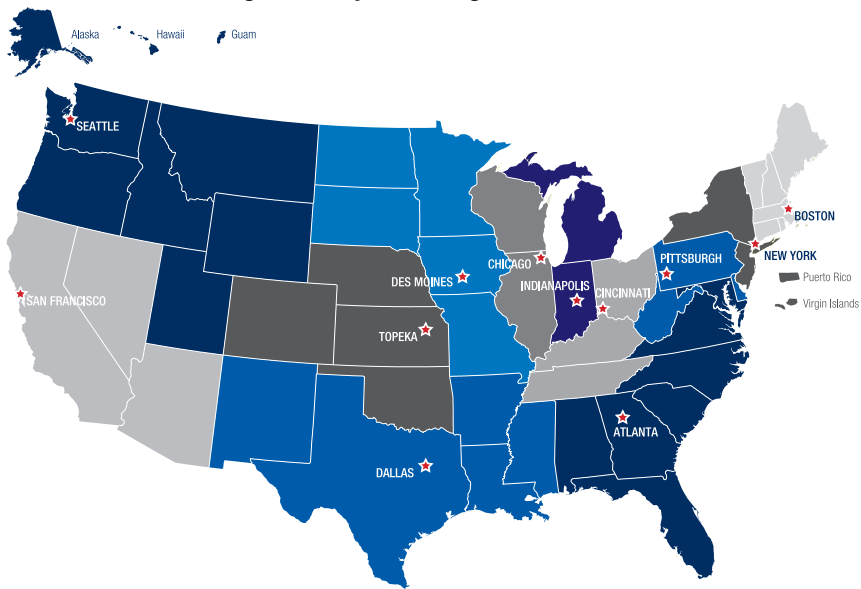 Alaska
Hawaii
Guam
SEATTLE
BOSTON
NEW YORK
PITTSBURGH
CHICAGO
DES MOINES
INDIANAPOLIS
CINCINNATI
Puerto Rico
SAN FRANCISCO
Virgin Islands
TOPEKA
ATLANTA
DALLAS